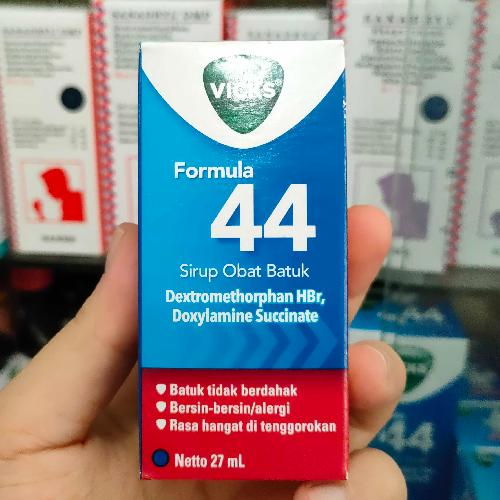 VICKS
Formula
44
Sirup Obat Batuk
Dextromethorphan HBr,
Doxylamine Succinate
Batuk tidak berdahak
Bersin-bersin/alergi
Rasa hangat di tenggorokan
Netto 27 mL
44